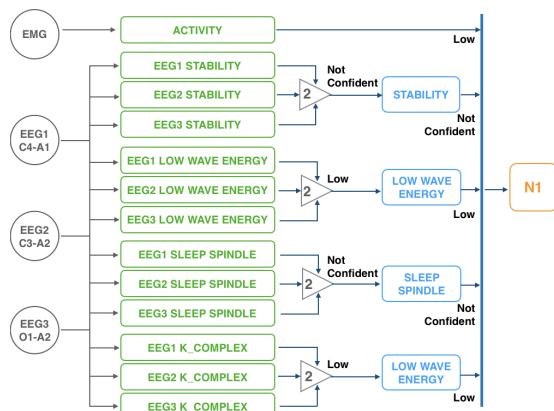 EMG
ACTIVITY
Low
EEG1 STABILITY
EEG2 STABILITY
EEG3 STABILITY
2
Not
Confident
STABILITY
Not
Confident
EEG1
C4-A1
EEG1 LOW WAVE ENERGY
EEG2 LOW WAVE ENERGY
EEG3 LOW WAVE ENERGY
2
Low
LOW WAVE
ENERGY
Low
N1
EEG2
C3-A2
EEG1 SLEEP SPINDLE
EEG2 SLEEP SPINDLE
EEG3 SLEEP SPINDLE
2
Not
Confident
SLEEP
SPINDLE
Not
Confident
EEG3
O1-A2
EEG1 K_COMPLEX
EEG2 K_COMPLEX
EEG3 K_COMPLEX
2
Low
LOW WAVE
ENERGY
Low